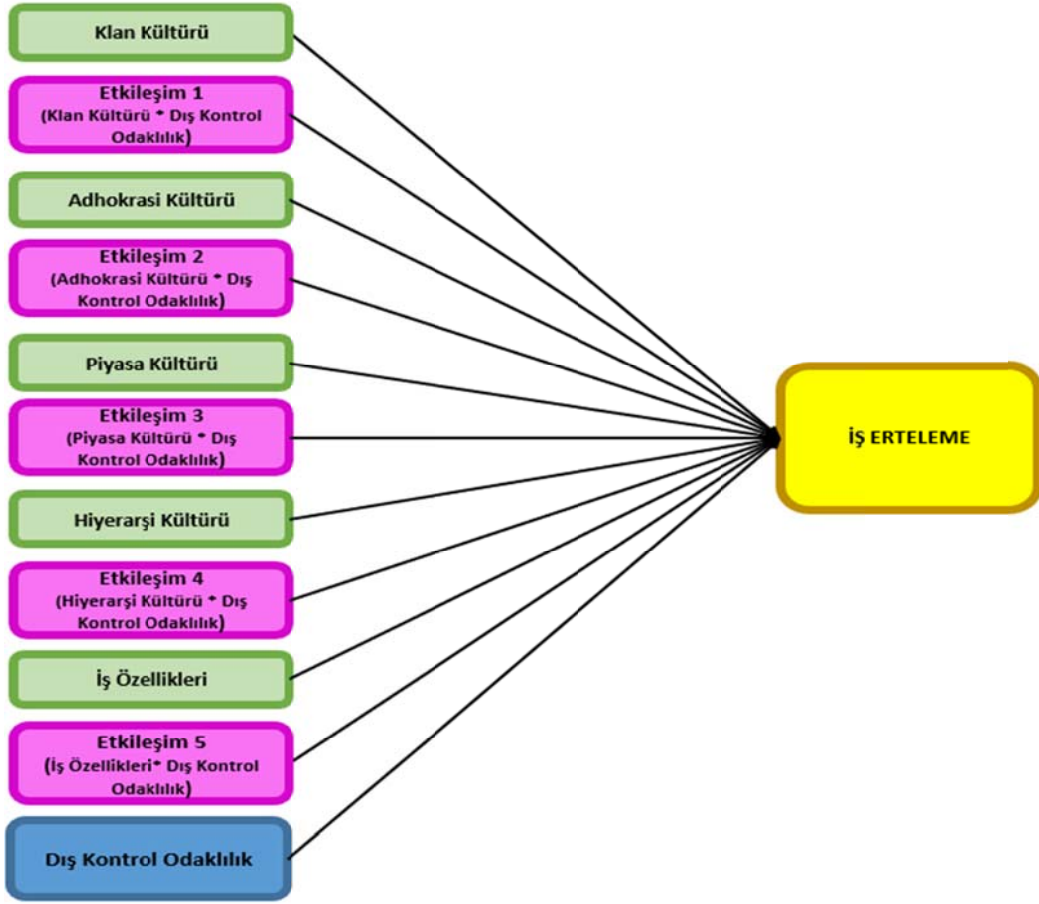 Klan Kültürü
Etkileşim 1
(Klan Kültürü * Dış Kontrol
Odaklılık)
Adhokrasi Kültürü
Etkileşim 2
(Adhokrasi Kültürü * Dış
Kontrol Odaklılık)
Piyasa Kültürü
Etkileşim 3
(Piyasa Kültürü * Dış
Kontrol Odaklılık)
Hiyerarşi Kültürü
Etkileşim 4
(Hiyerarşi Kültürü * Dış
Kontrol Odaklılık)
İş Özellikleri
Etkileşim 5
(İş Özellikleri* Dış Kontrol
Odaklılık)
Dış Kontrol Odaklılık
İŞ ERTELEME